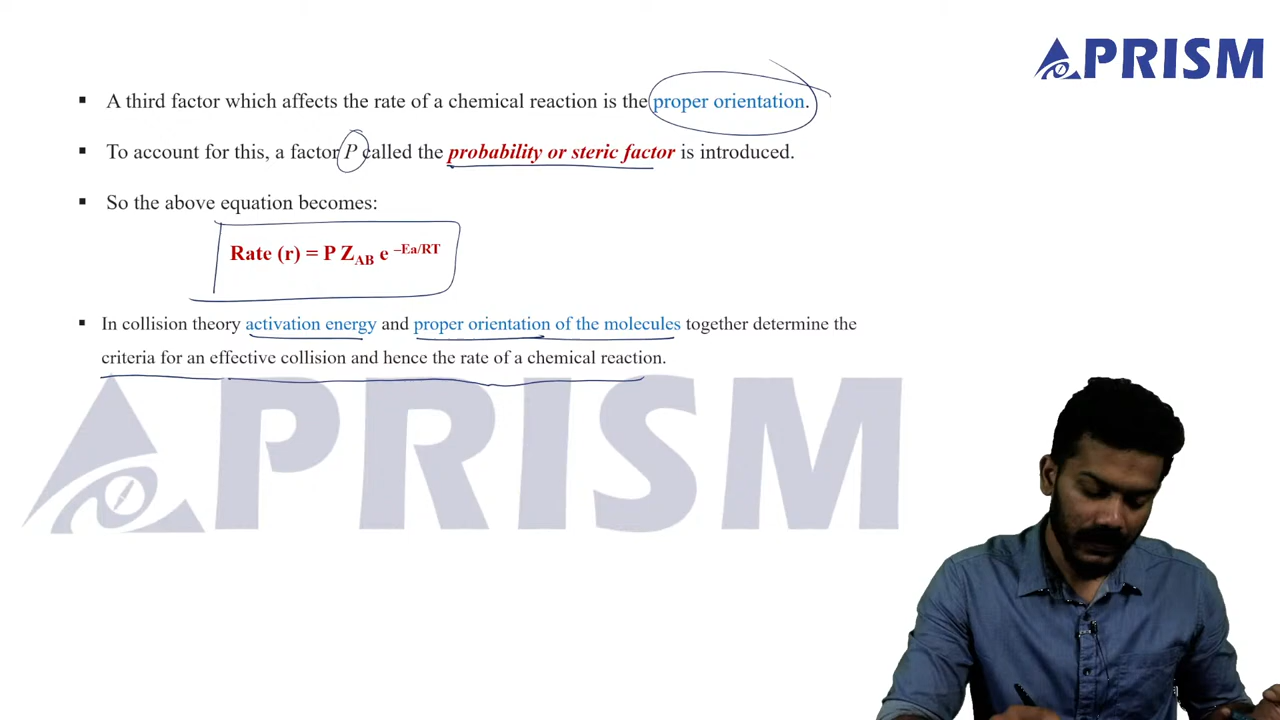 PRISM
▪ A third factor which affects the rate of a chemical reaction is the proper orientation.
▪ To account for this, a factor P called the probability or steric factor is introduced.
▪ So the above equation becomes:
Rate (r) = P Z_AB e ^–Ea/RT
▪ In collision theory activation energy and proper orientation of the molecules together determine the
criteria for an effective collision and hence the rate of a chemical reaction.
PRISM